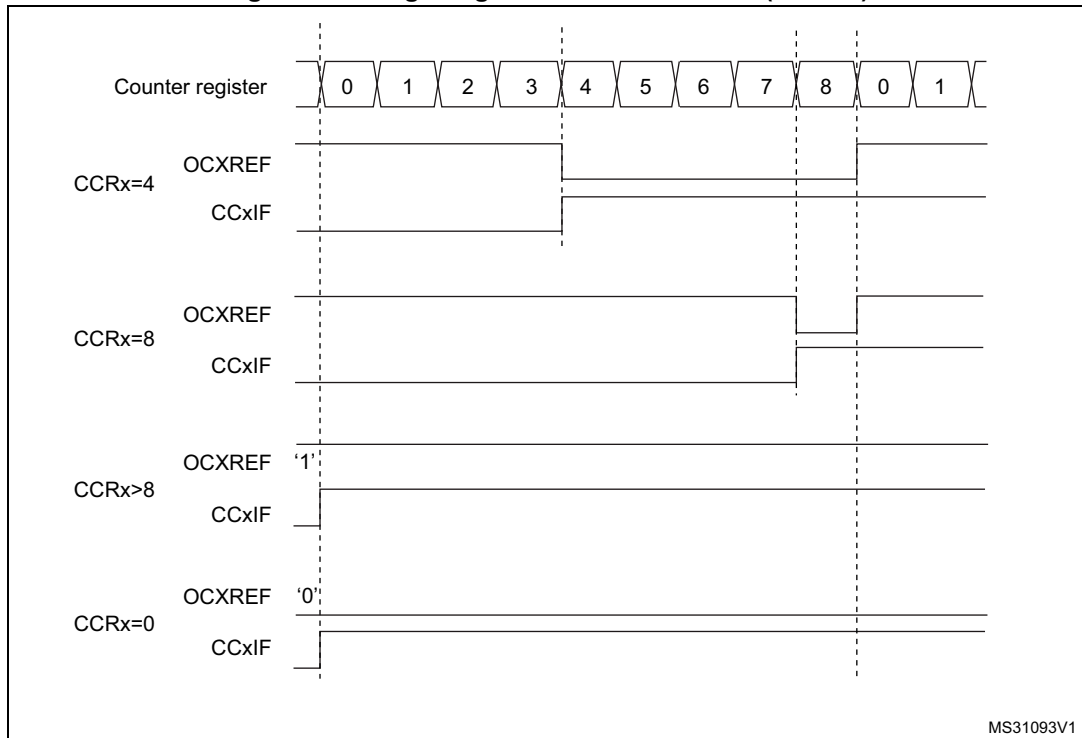 Counter register 0 1 2 3 4 5 6 7 8 0 1
OCXREF
CCRx=4
CCxIF
OCXREF
CCRx=8
CCxIF
OCXREF ‘1’
CCRx>8
CCxIF
OCXREF ‘0’
CCRx=0
CCxIF
MS31093V1